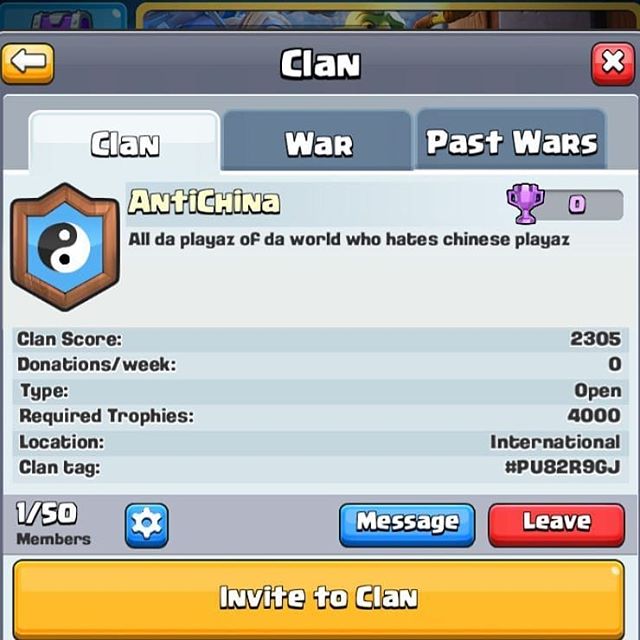 Clan
Clan
War
Past Wars
AntiChina
0
All da playaz of da world who hates chinese playaz
Clan Score: 2305
Donations/week: 0
Type: Open
Required Trophies: 4000
Location: International
Clan tag: #PU82R9GJ
1/50
Members
Message
Leave
Invite to Clan